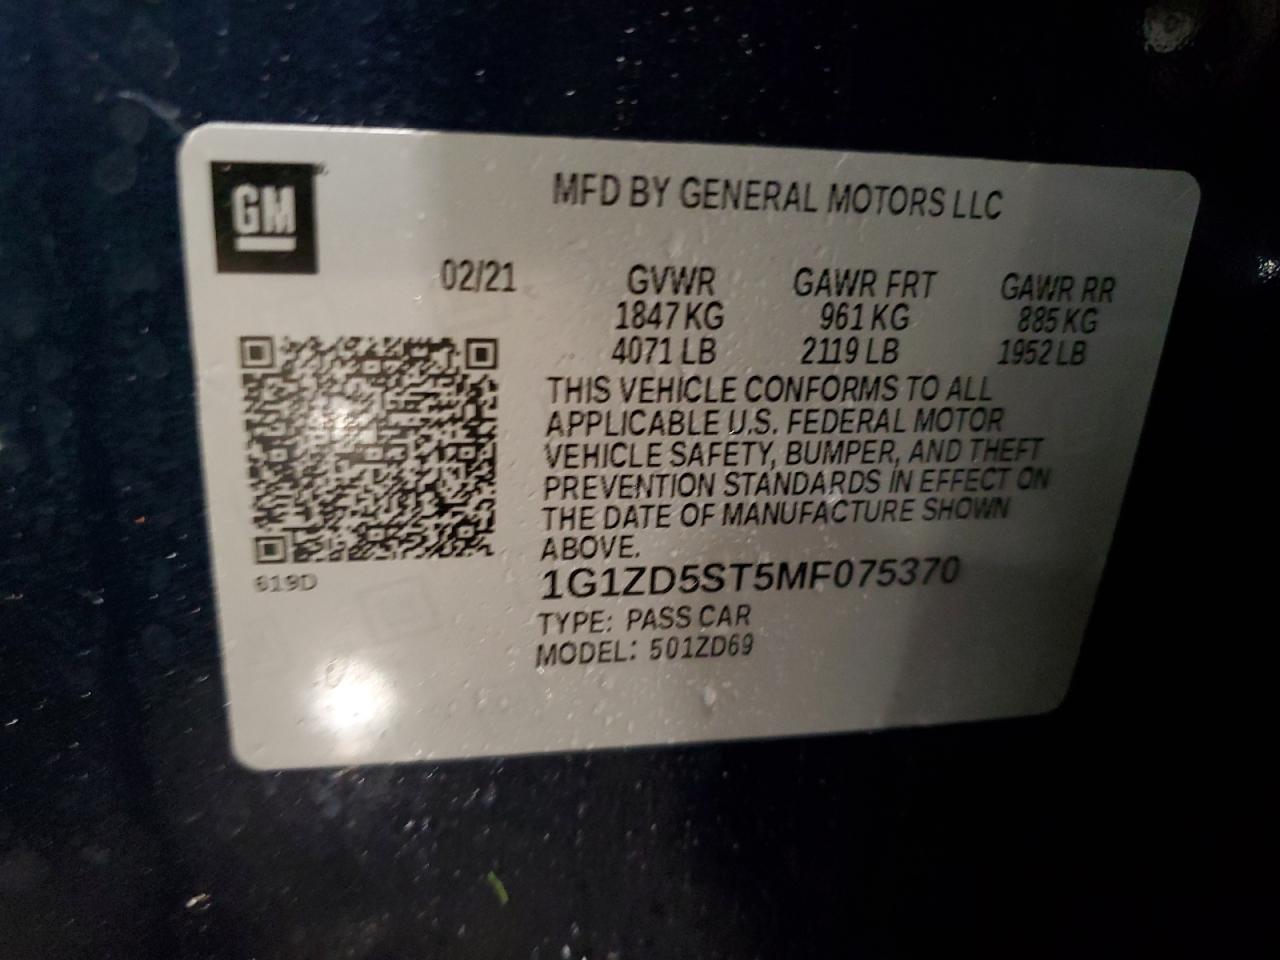 GM
MFD BY GENERAL MOTORS LLC
02/21 GVWR GAWR FRT GAWR RR
1847 KG 961 KG 885 KG
4071 LB 2119 LB 1952 LB
THIS VEHICLE CONFORMS TO ALL
APPLICABLE U.S. FEDERAL MOTOR
VEHICLE SAFETY, BUMPER, AND THEFT
PREVENTION STANDARDS IN EFFECT ON
THE DATE OF MANUFACTURE SHOWN
ABOVE.
619D
1G1ZD5ST5MF075370
TYPE: PASS CAR
MODEL: 501ZD69